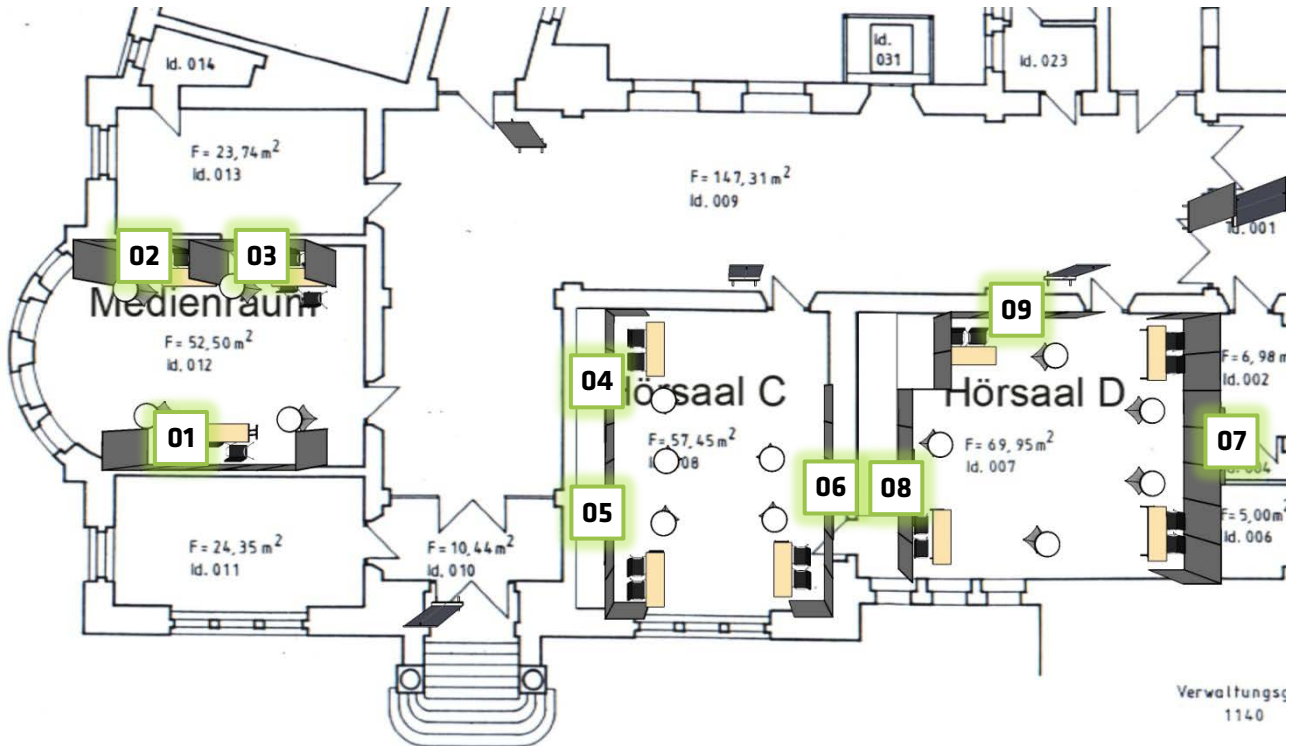 Id. 014
Id.
031
Id. 023
F= 23,74 m²
Id. 013
F= 147,31 m²
Id. 009
Id. 001
02
03
Medienraum
F= 52,50 m²
Id. 012
01
09
04
Hörsaal C
F= 57,45 m²
05
06
08
Hörsaal D
F= 69,95 m²
Id. 007
F= 6,98 m
Id. 002
07
Id. 004
F= 5,00 m²
Id. 006
F= 24,35 m²
Id. 011
F= 10,44 m²
Id. 010
Verwaltungsg
1140